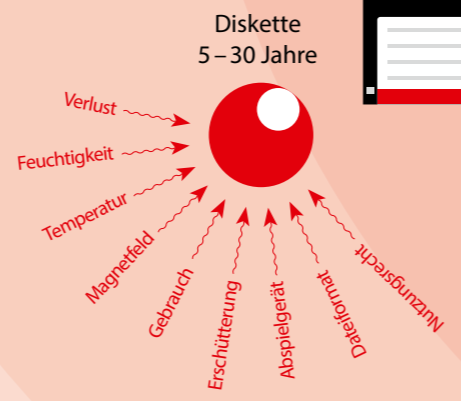 Diskette
5 – 30 Jahre
Verlust
Feuchtigkeit
Temperatur
Magnetfeld
Gebrauch
Erschütterung
Abspielgerät
Dateiformat
Nutzungsrecht